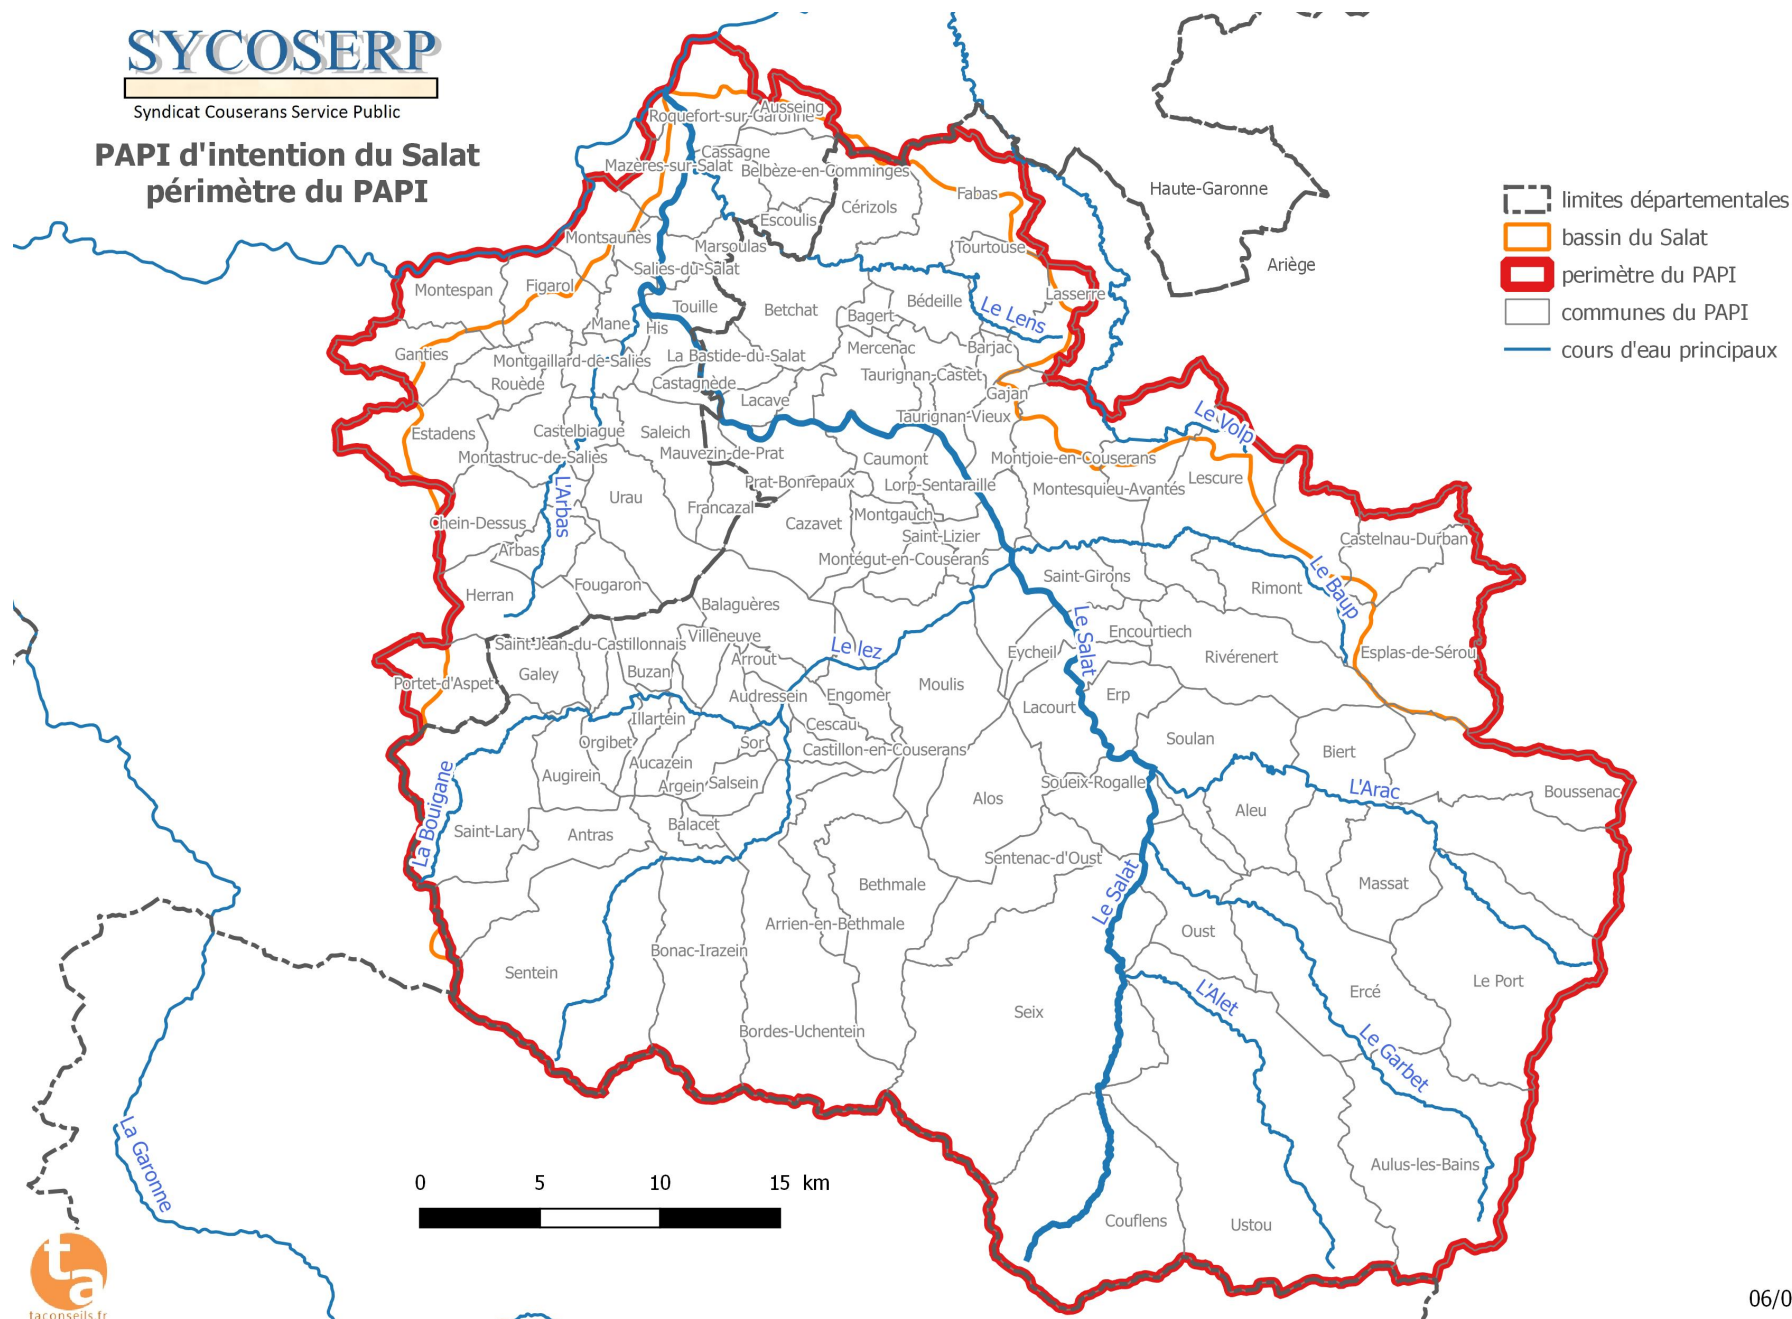 SYCOSERP
Syndicat Couserans Service Public
PAPI d'intention du Salat
périmètre du PAPI
limites départementales
bassin du Salat
perimètre du PAPI
communes du PAPI
cours d'eau principaux
Haute-Garonne
Ariège
Ausseing
Roquefort-sur-Garonne
Cassagne
Mazères-sur-Salat
Belbèze-en-Comminges
Fabas
Cérizols
Escoulis
Montsaunès
Marsoulas
Tourtouse
Salies-du-Salat
Montespan
Figarol
Lasserre
Touille
Betchat
Bédeille
Bagert
Le Lens
Mane
His
Ganties
Montgaillard-de-Salies
La Bastide-du-Salat
Mercenac
Barjac
Rouède
Castagnède
Taurignan-Castet
Gajan
Lacave
Taurignan-Vieux
Le Volp
Estadens
Castelbiague
Saleich
Mauvezin-de-Prat
Montastruc-de-Salies
Caumont
Montjoie-en-Couserans
Prat-Bonrepaux
Lorp-Sentaraille
Montesquieu-Avantès
Lescure
L'Arbas
Urau
Francazal
Cazavet
Montgauch
Chein-Dessus
Saint-Lizier
Castelnau-Durban
Arbas
Montégut-en-Couserans
Saint-Girons
Rimont
Le Baup
Herran
Fougaron
Balaguères
Le Salat
Encourtiech
Saint-Jean-du-Castillonnais
Villeneuve
Le lez
Eycheil
Rivérenert
Esplas-de-Sérou
Arrout
Galey
Buzan
Portet-d'Aspet
Moulis
Audressein
Engomer
Erp
Lacourt
Illartein
Cescau
Orgibet
Sor
Castillon-en-Couserans
Soulan
Biert
Aucazein
Augirein
Argein
Salsein
Soueix-Rogalle
L'Arac
Boussenac
Alos
Aleu
La Bouigane
Saint-Lary
Antras
Balacet
Sentenac-d'Oust
Bethmale
Massat
Le Salat
Arrien-en-Bethmale
Oust
Bonac-Irazein
Sentein
Le Port
L'Alet
Ercé
Seix
Bordes-Uchentein
Le Garbet
La Garonne
Aulus-les-Bains
Couflens
Ustou
0 5 10 15 km
ta
taconseils.fr
06/0